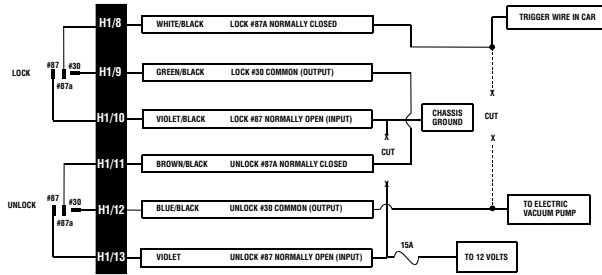 H1/8 WHITE/BLACK LOCK #87A NORMALLY CLOSED
TRIGGER WIRE IN CAR
#87 #30
#87a
LOCK
H1/9 GREEN/BLACK LOCK #30 COMMON (OUTPUT)
X
CUT
X
H1/10 VIOLET/BLACK LOCK #87 NORMALLY OPEN (INPUT)
CHASSIS
GROUND
X
CUT
X
H1/11 BROWN/BLACK UNLOCK #87A NORMALLY CLOSED
#87 #30
#87a
UNLOCK
H1/12 BLUE/BLACK UNLOCK #30 COMMON (OUTPUT)
TO ELECTRIC
VACUUM PUMP
H1/13 VIOLET UNLOCK #87 NORMALLY OPEN (INPUT)
15A
TO 12 VOLTS